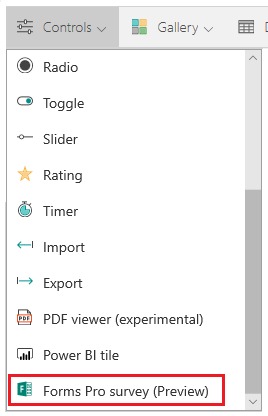 Controls Gallery D
Radio
Toggle
Slider
Rating
Timer
Import
Export
PDF viewer (experimental)
Power BI tile
Forms Pro survey (Preview)